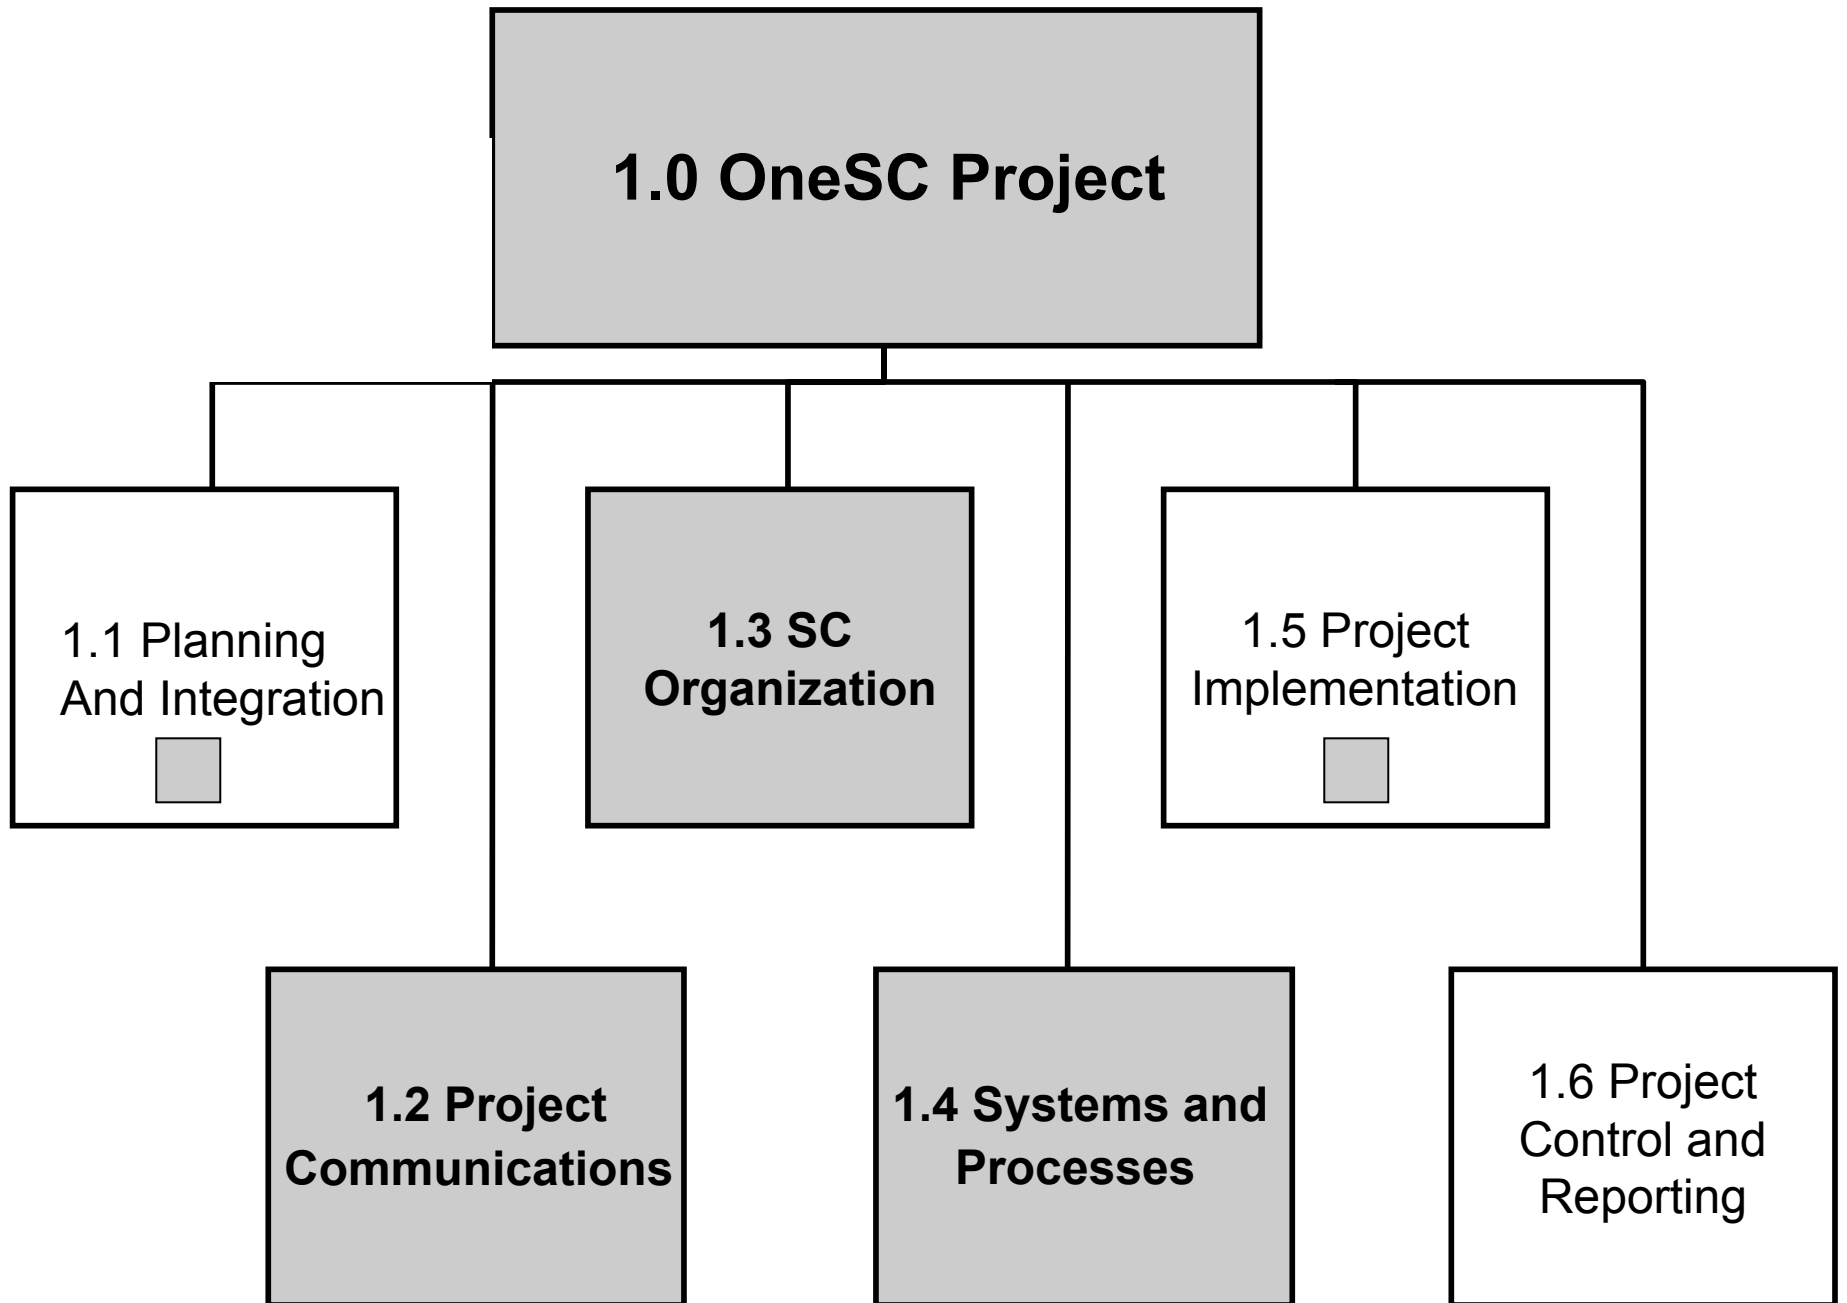 1.0 OneSC Project
1.1 Planning
And Integration
1.3 SC
Organization
1.5 Project
Implementation
1.2 Project
Communications
1.4 Systems and
Processes
1.6 Project
Control and
Reporting